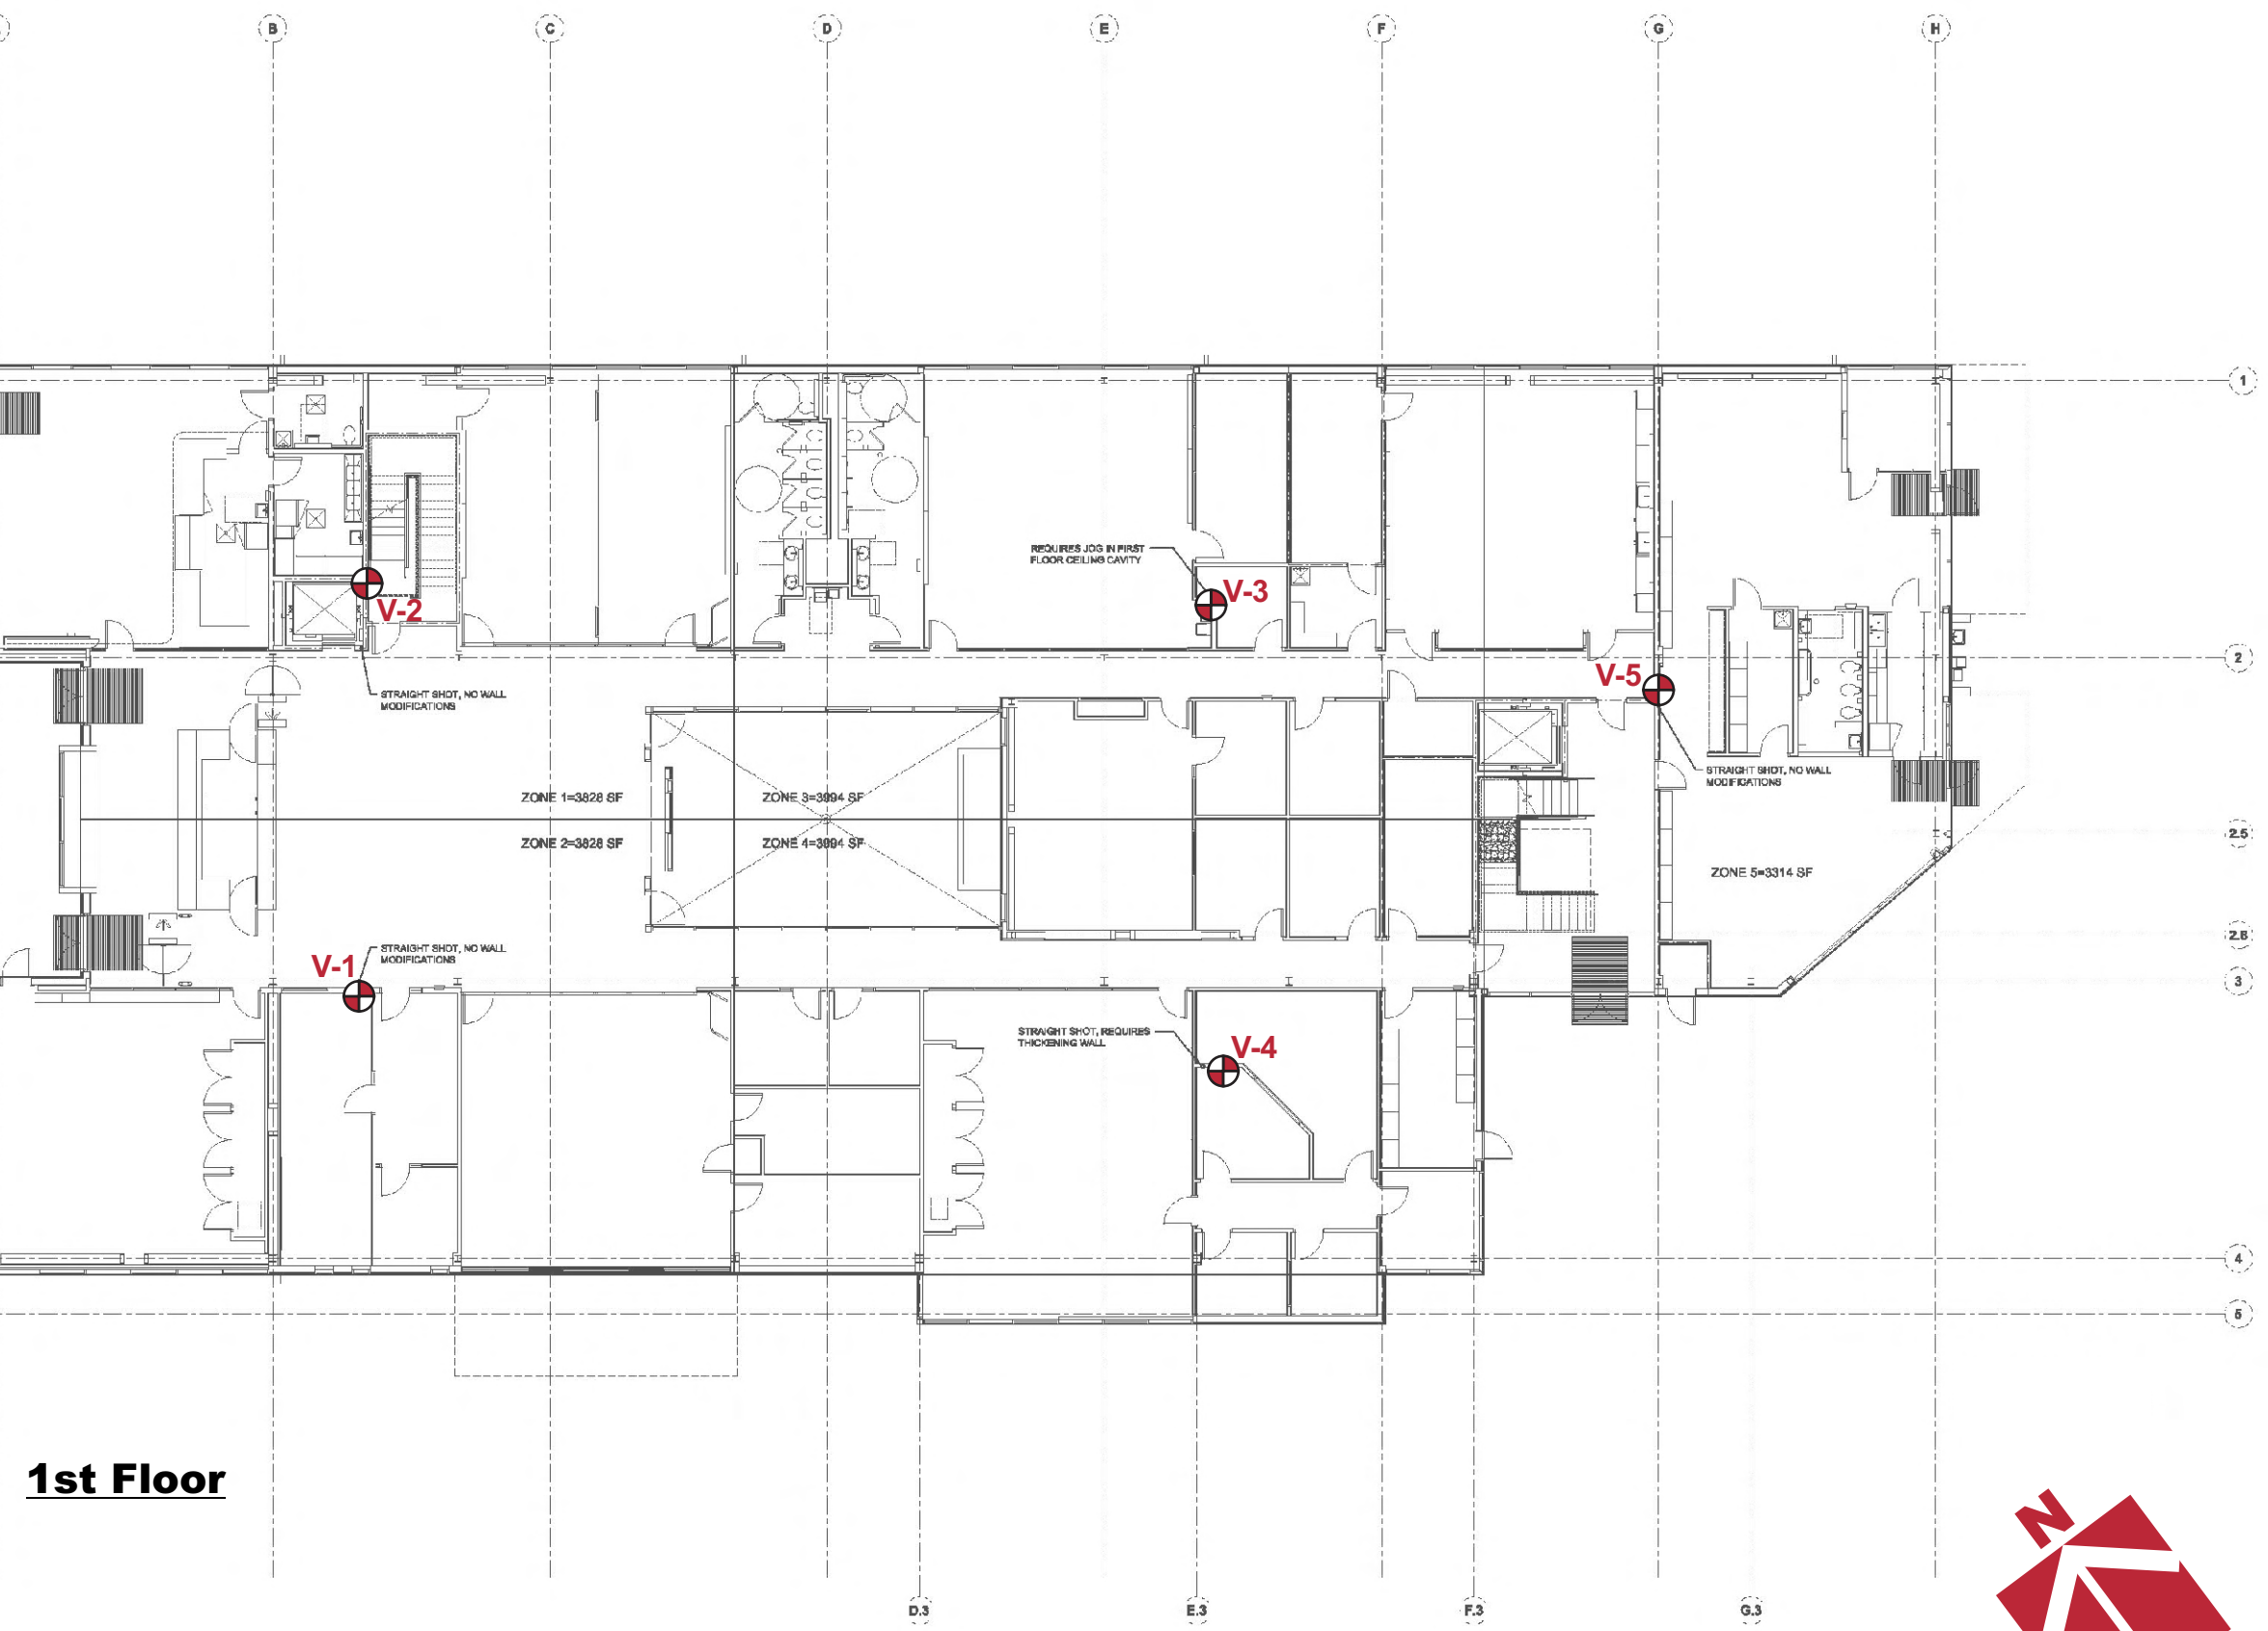 B C D E F G H
1
REQUIRES JOG IN FIRST
FLOOR CEILING CAVITY
V-3
V-2
2
V-5
STRAIGHT SHOT, NO WALL
MODIFICATIONS
STRAIGHT SHOT, NO WALL
MODIFICATIONS
ZONE 1=3828 SF
ZONE 3=3994 SF
2.5
ZONE 2=3828 SF
ZONE 4=3994 SF
ZONE 5=3314 SF
2.8
STRAIGHT SHOT, NO WALL
MODIFICATIONS
V-1
3
STRAIGHT SHOT, REQUIRES
THICKENING WALL
V-4
4
5
1st Floor
N
D.3 E.3 F.3 G.3